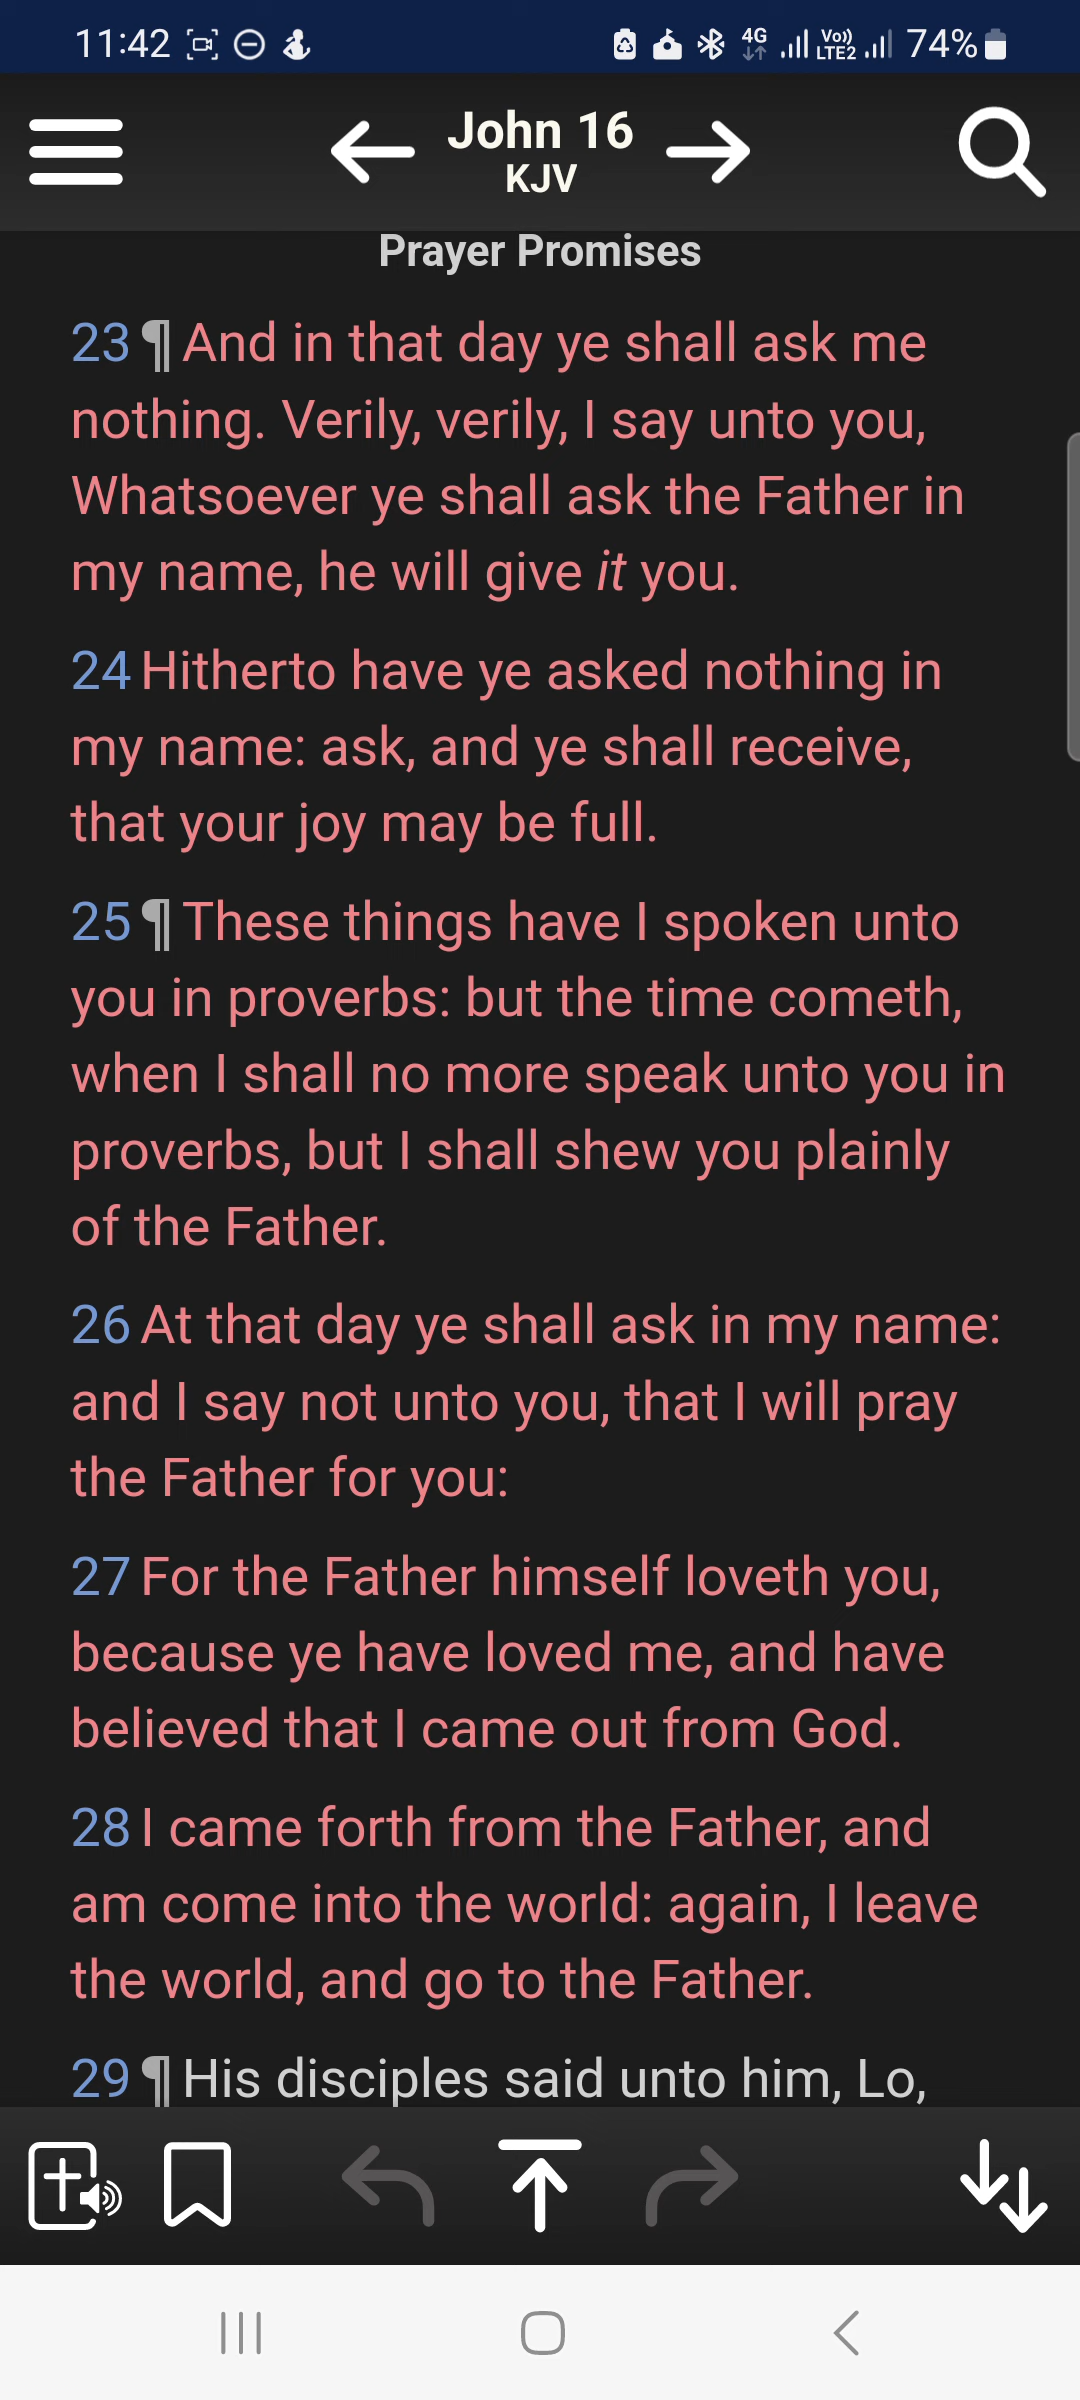 11:42
4G
Vo))
LTE2
74%
John 16
KJV
Prayer Promises
23 ¶ And in that day ye shall ask me
nothing. Verily, verily, I say unto you,
Whatsoever ye shall ask the Father in
my name, he will give it you.
24 Hitherto have ye asked nothing in
my name: ask, and ye shall receive,
that your joy may be full.
25 ¶ These things have I spoken unto
you in proverbs: but the time cometh,
when I shall no more speak unto you in
proverbs, but I shall shew you plainly
of the Father.
26 At that day ye shall ask in my name:
and I say not unto you, that I will pray
the Father for you:
27 For the Father himself loveth you,
because ye have loved me, and have
believed that I came out from God.
28 I came forth from the Father, and
am come into the world: again, I leave
the world, and go to the Father.
29 ¶ His disciples said unto him, Lo,